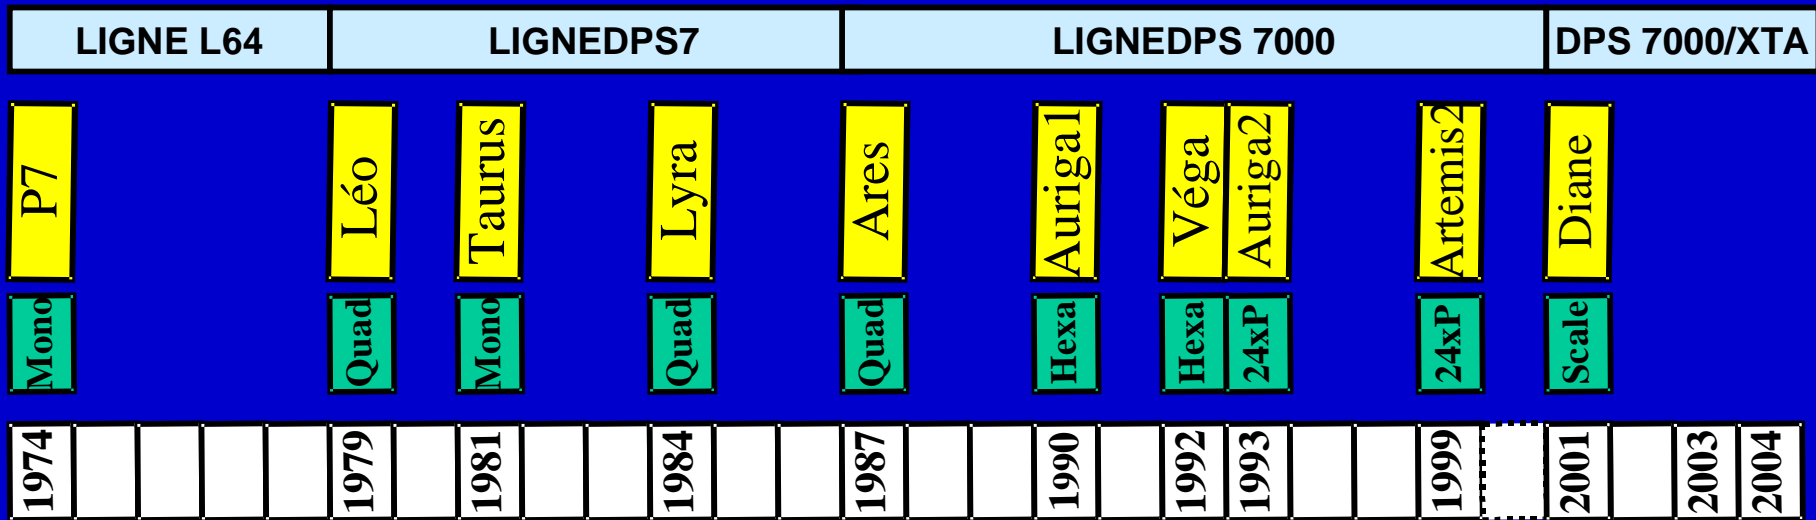 LIGNE L64
LIGNEDPS7
LIGNEDPS 7000
DPS 7000/XTA
P7
Léo
Taurus
Lyra
Ares
Auriga1
Véga
Auriga2
Artemis2
Diane
Mono
Quad
Mono
Quad
Quad
Hexa
Hexa
24xP
24xP
Scale
1974
1979
1981
1984
1987
1990
1992
1993
1999
2001
2003
2004